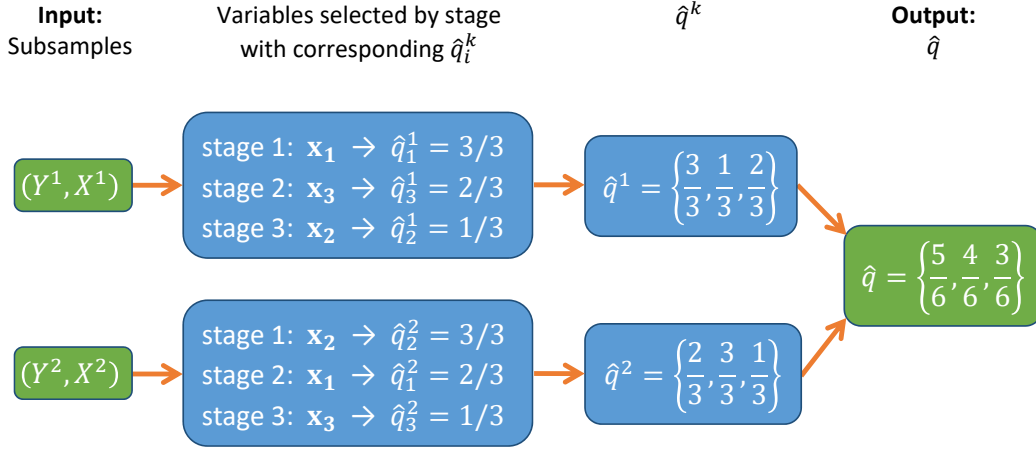 Input:
Subsamples
Variables selected by stage
with corresponding q̂ᵢᵏ
q̂ᵏ
Output:
q̂
(Y¹, X¹)
stage 1: x₁ → q̂₁¹ = 3/3
stage 2: x₃ → q̂₃¹ = 2/3
stage 3: x₂ → q̂₂¹ = 1/3
q̂¹ = {3/3, 1/3, 2/3}
q̂ = {5/6, 4/6, 3/6}
(Y², X²)
stage 1: x₂ → q̂₂² = 3/3
stage 2: x₁ → q̂₁² = 2/3
stage 3: x₃ → q̂₃² = 1/3
q̂² = {2/3, 3/3, 1/3}